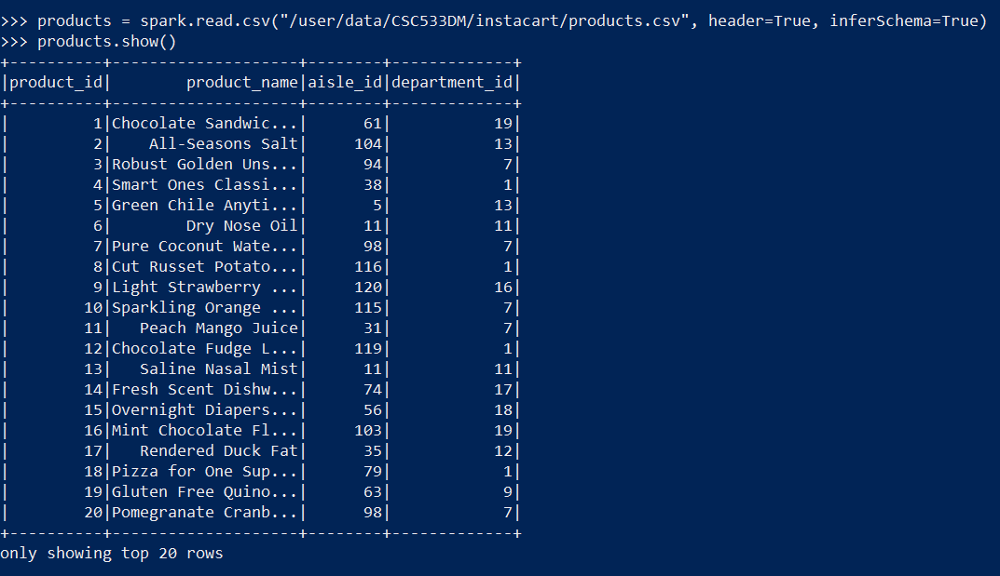 >>> products = spark.read.csv("/user/data/CSC533DM/instacart/products.csv", header=True, inferSchema=True)
>>> products.show()
+----------+--------------------+--------+-------------+
|product_id|        product_name|aisle_id|department_id|
+----------+--------------------+--------+-------------+
|         1|Chocolate Sandwic...|      61|           19|
|         2|    All-Seasons Salt|     104|           13|
|         3|Robust Golden Uns...|      94|            7|
|         4|Smart Ones Classi...|      38|            1|
|         5|Green Chile Anyti...|       5|           13|
|         6|        Dry Nose Oil|      11|           11|
|         7|Pure Coconut Wate...|      98|            7|
|         8|Cut Russet Potato...|     116|            1|
|         9|Light Strawberry ...|     120|           16|
|        10|Sparkling Orange ...|     115|            7|
|        11|   Peach Mango Juice|      31|            7|
|        12|Chocolate Fudge L...|     119|            1|
|        13|   Saline Nasal Mist|      11|           11|
|        14|Fresh Scent Dishw...|      74|           17|
|        15|Overnight Diapers...|      56|           18|
|        16|Mint Chocolate Fl...|     103|           19|
|        17|   Rendered Duck Fat|      35|           12|
|        18|Pizza for One Sup...|      79|            1|
|        19|Gluten Free Quino...|      63|            9|
|        20|Pomegranate Cranb...|      98|            7|
+----------+--------------------+--------+-------------+
only showing top 20 rows